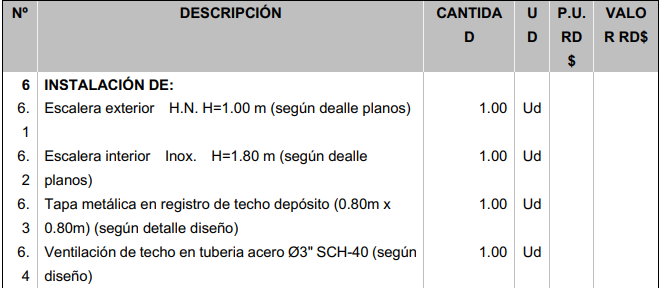 Nº DESCRIPCIÓN CANTIDA U P.U. VALO
D D RD R RD$
$
6 INSTALACIÓN DE:
6. Escalera exterior H.N. H=1.00 m (según dealle planos) 1.00 Ud
1
6. Escalera interior Inox. H=1.80 m (según dealle 1.00 Ud
2 planos)
6. Tapa metálica en registro de techo depósito (0.80m x 1.00 Ud
3 0.80m) (según detalle diseño)
6. Ventilación de techo en tuberia acero Ø3" SCH-40 (según 1.00 Ud
4 diseño)